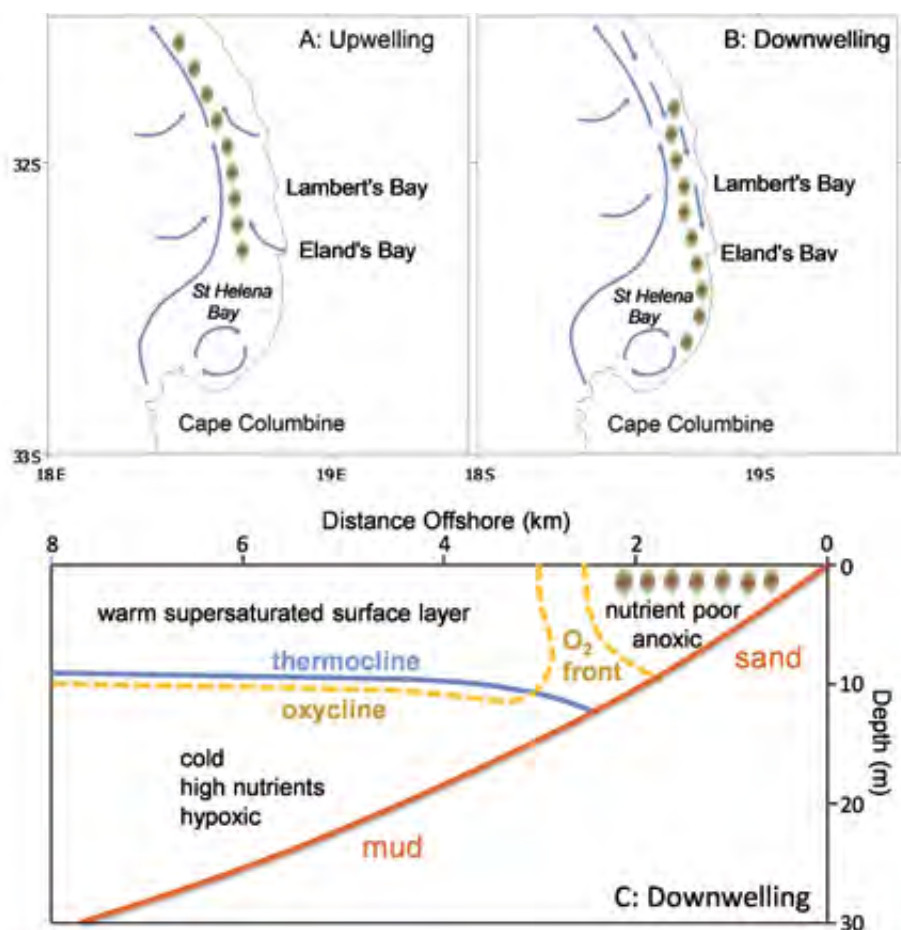 A: Upwelling
32S
Lambert's Bay
Eland's Bay
St Helena
Bay
Cape Columbine
33S
18E
19E
B: Downwelling
Lambert's Bay
Eland's Bav
St Helena
Bay
Cape Columbine
18S
19S
Distance Offshore (km)
8 6 4 2 0
warm supersaturated surface layer
thermocline
oxycline
O₂
front
nutrient poor
anoxic
sand
cold
high nutrients
hypoxic
mud
0
10
20
30
Depth (m)
C: Downwelling